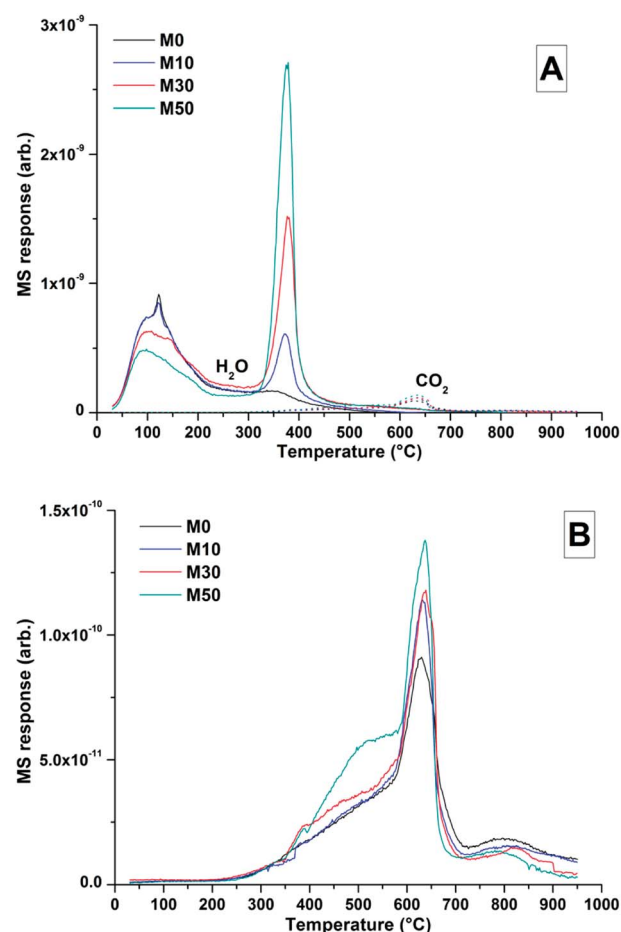 3x10⁻⁹
2x10⁻⁹
1x10⁻⁹
0
MS response (arb.)
M0
M10
M30
M50
A
H₂O
CO₂
0 100 200 300 400 500 600 700 800 900 1000
Temperature (°C)
1.5x10⁻¹⁰
1.0x10⁻¹⁰
5.0x10⁻¹¹
0.0
MS response (arb.)
M0
M10
M30
M50
B
0 100 200 300 400 500 600 700 800 900 1000
Temperature (°C)